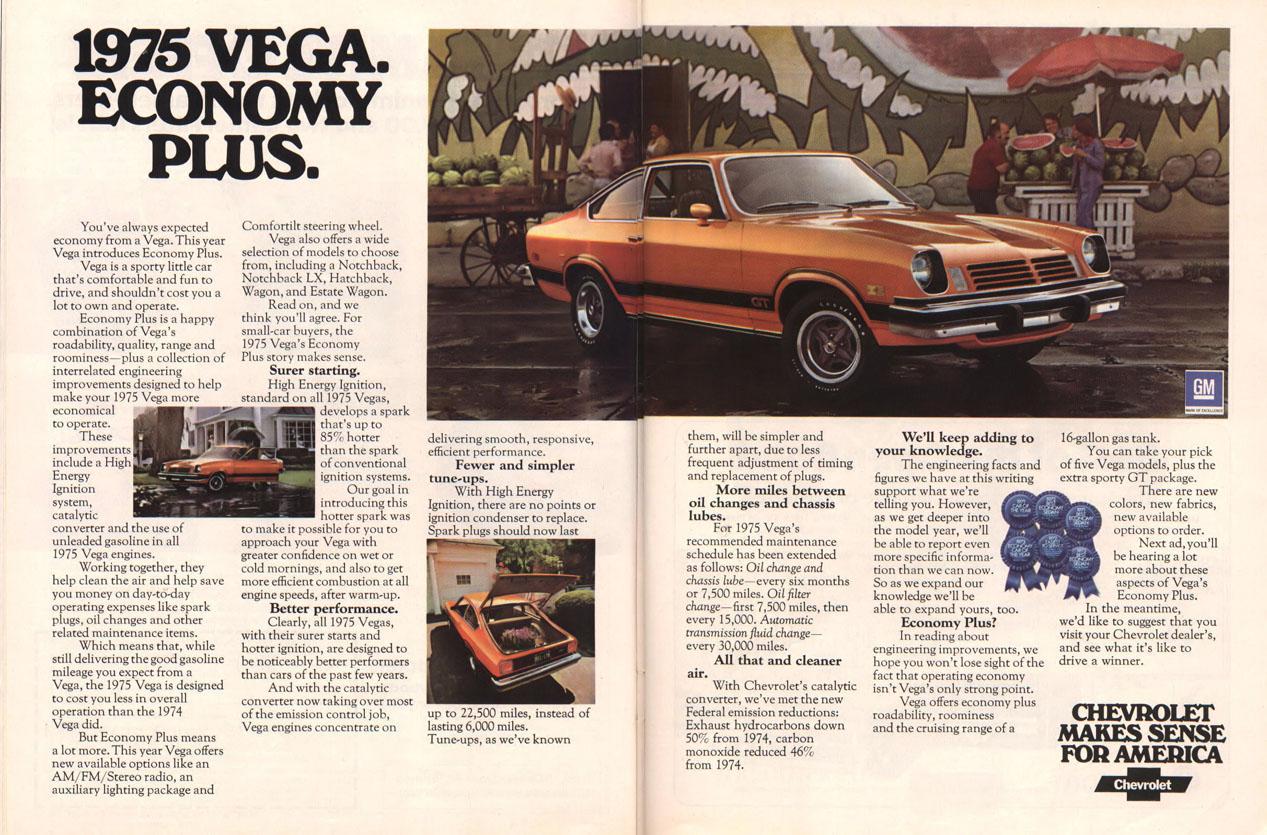 1975 VEGA.
ECONOMY
PLUS.
You've always expected
economy from a Vega. This year
Vega introduces Economy Plus.
Vega is a sporty little car
that's comfortable and fun to
drive, and shouldn't cost you a
lot to own and operate.
Economy Plus is a happy
combination of Vega's
roadability, quality, range and
roominess—plus a collection of
interrelated engineering
improvements designed to help
make your 1975 Vega more
economical
to operate.
These
improvements
include a High
Energy
Ignition
system,
catalytic
converter and the use of
unleaded gasoline in all
1975 Vega engines.
Working together, they
help clean the air and help save
you money on day-to-day
operating expenses like spark
plugs, oil changes and other
related maintenance items.
Which means that, while
still delivering the good gasoline
mileage you expect from a
Vega, the 1975 Vega is designed
to cost you less in overall
operation than the 1974
Vega did.
But Economy Plus means
a lot more. This year Vega offers
new available options like an
AM/FM/Stereo radio, an
auxiliary lighting package and
Comfortilt steering wheel.
Vega also offers a wide
selection of models to choose
from, including a Notchback,
Notchback LX, Hatchback,
Wagon, and Estate Wagon.
Read on, and we
think you'll agree. For
small-car buyers, the
1975 Vega's Economy
Plus story makes sense.
Surer starting.
High Energy Ignition,
standard on all 1975 Vegas,
develops a spark
that's up to
85% hotter
than the spark
of conventional
ignition systems.
Our goal in
introducing this
hotter spark was
to make it possible for you to
approach your Vega with
greater confidence on wet or
cold mornings, and also to get
more efficient combustion at all
engine speeds, after warm-up.
Better performance.
Clearly, all 1975 Vegas,
with their surer starts and
hotter ignition, are designed to
be noticeably better performers
than cars of the past few years.
And with the catalytic
converter now taking over most
of the emission control job,
Vega engines concentrate on
delivering smooth, responsive,
efficient performance.
Fewer and simpler
tune-ups.
With High Energy
Ignition, there are no points or
ignition condenser to replace.
Spark plugs should now last
up to 22,500 miles, instead of
lasting 6,000 miles.
Tune-ups, as we've known
them, will be simpler and
further apart, due to less
frequent adjustment of timing
and replacement of plugs.
More miles between
oil changes and chassis
lubes.
For 1975 Vega's
recommended maintenance
schedule has been extended
as follows: Oil change and
chassis lube—every six months
or 7,500 miles. Oil filter
change—first 7,500 miles, then
every 15,000. Automatic
transmission fluid change—
every 30,000 miles.
All that and cleaner
air.
With Chevrolet's catalytic
converter, we've met the new
Federal emission reductions:
Exhaust hydrocarbons down
50% from 1974, carbon
monoxide reduced 46%
from 1974.
We'll keep adding to
your knowledge.
The engineering facts and
figures we have at this writing
support what we're
telling you. However,
as we get deeper into
the model year, we'll
be able to report even
more specific informa-
tion than we can now.
So as we expand our
knowledge we'll be
able to expand yours, too.
Economy Plus?
In reading about
engineering improvements, we
hope you won't lose sight of the
fact that operating economy
isn't Vega's only strong point.
Vega offers economy plus
roadability, roominess
and the cruising range of a
16-gallon gas tank.
You can take your pick
of five Vega models, plus the
extra sporty GT package.
There are new
colors, new fabrics,
new available
options to order.
Next ad, you'll
be hearing a lot
more about these
aspects of Vega's
Economy Plus.
In the meantime,
we'd like to suggest that you
visit your Chevrolet dealer's,
and see what it's like to
drive a winner.
GT
GM
MARK OF EXCELLENCE
CHEVROLET
MAKES SENSE
FOR AMERICA
Chevrolet